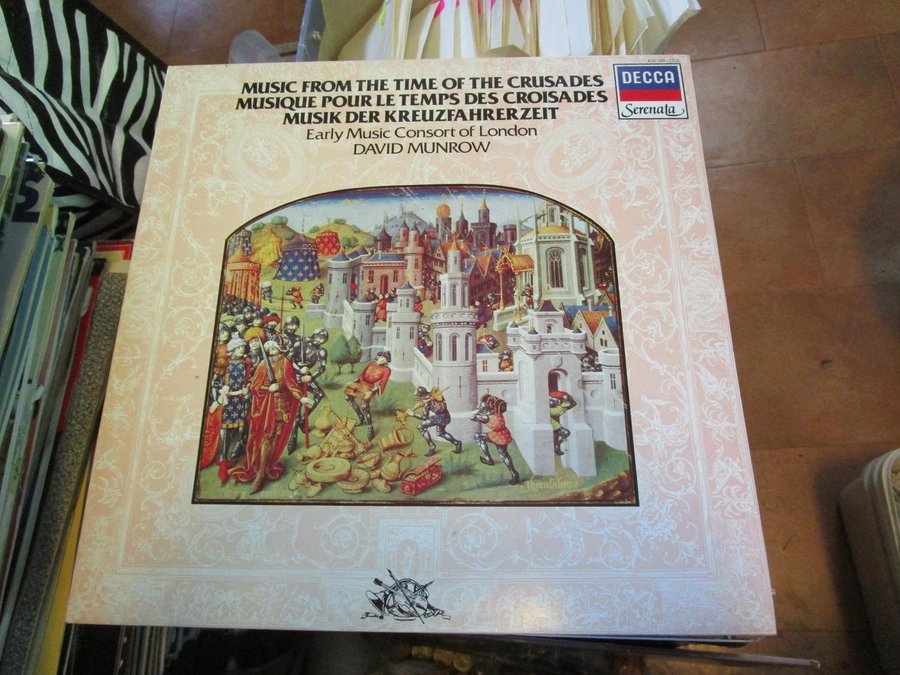 MUSIC FROM THE TIME OF THE CRUSADES
MUSIQUE POUR LE TEMPS DES CROISADES
MUSIK DER KREUZFAHRERZEIT
Early Music Consort of London
DAVID MUNROW
DECCA
Serenata